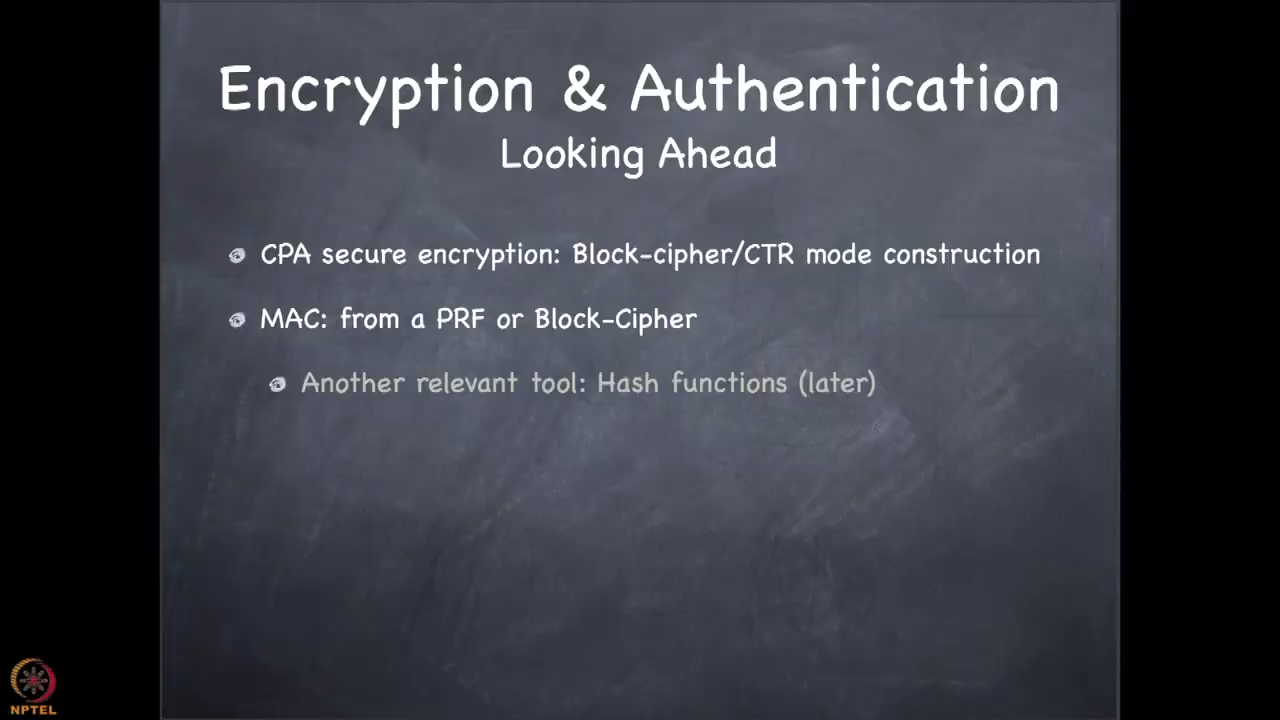 Encryption & Authentication
Looking Ahead
CPA secure encryption: Block-cipher/CTR mode construction
MAC: from a PRF or Block-Cipher
Another relevant tool: Hash functions (later)
NPTEL